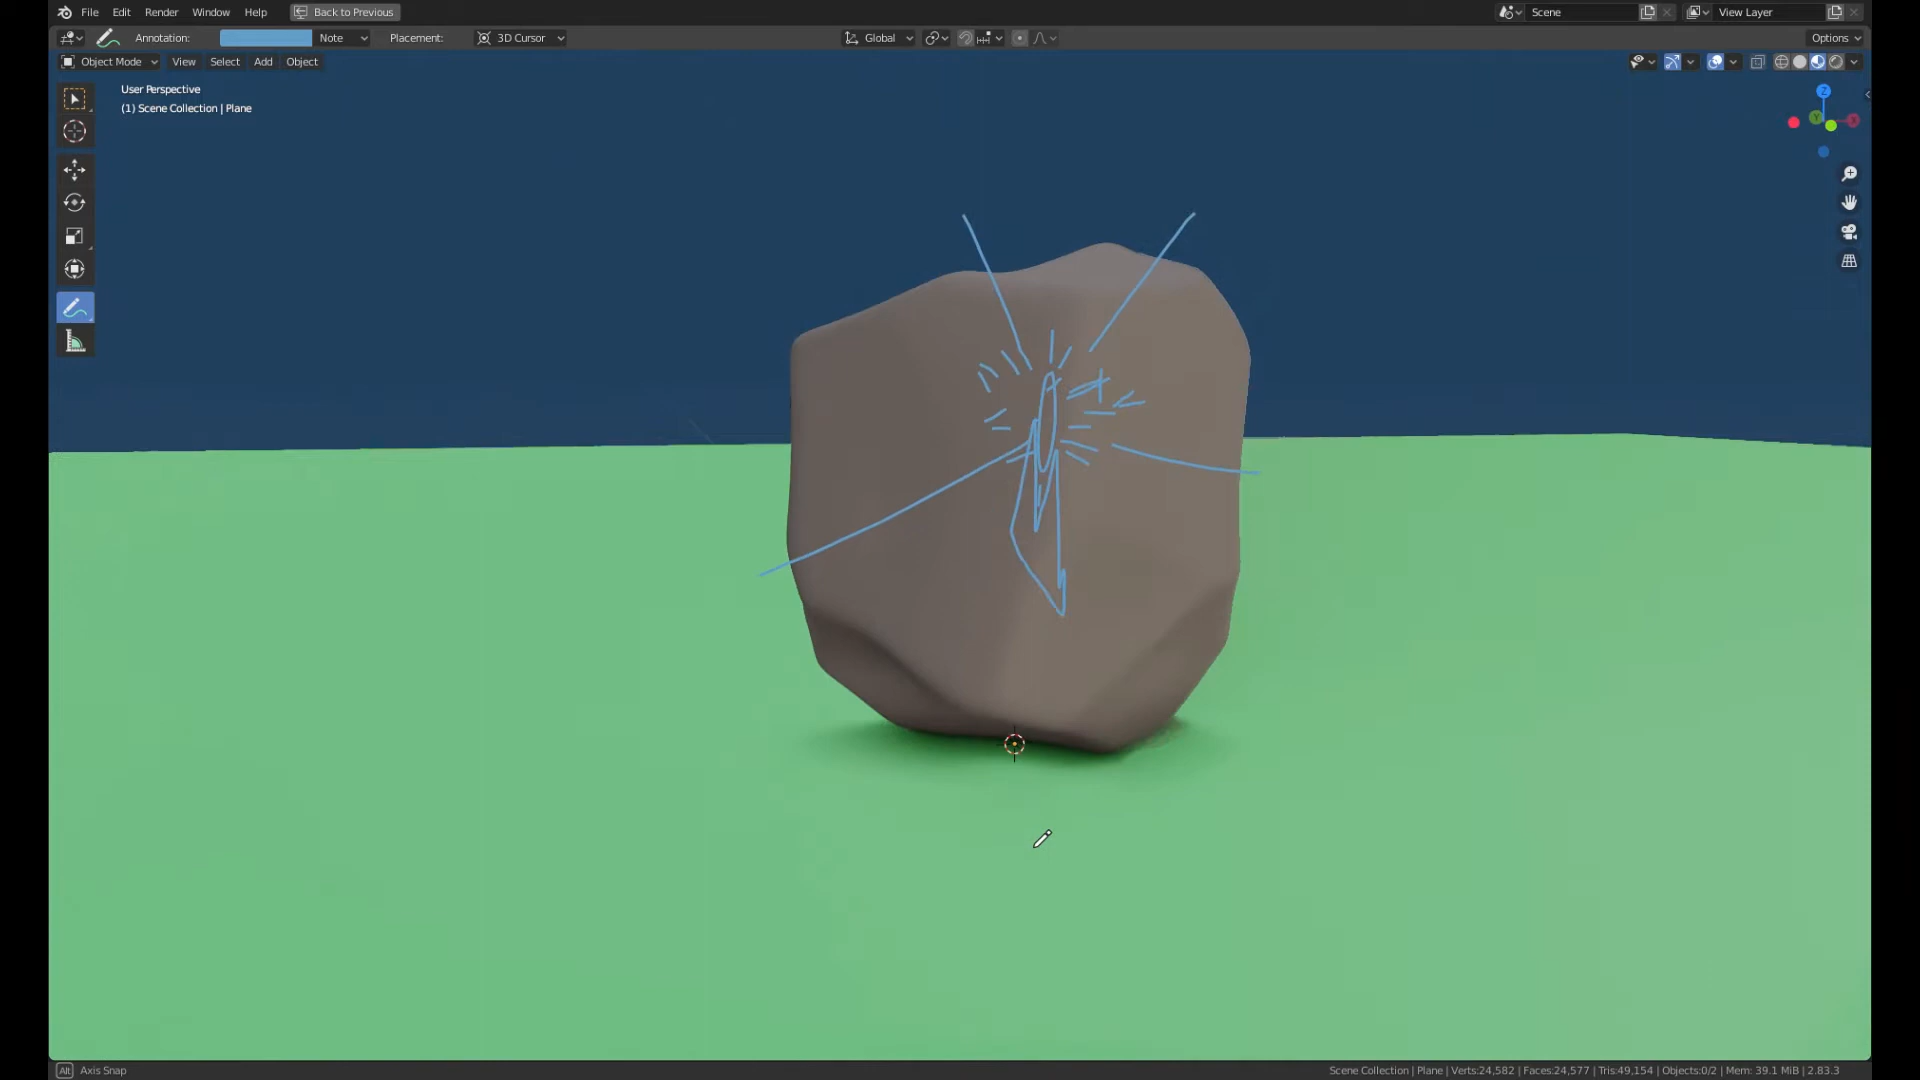 File Edit Render Window Help Back to Previous Scene View Layer
Annotation: Note Placement: 3D Cursor Global Options
Object Mode View Select Add Object
User Perspective
(1) Scene Collection | Plane
Z
Y
X
Alt Axis Snap Scene Collection | Plane | Verts:24,582 | Faces:24,577 | Tris:49,154 | Objects:0/2 | Mem: 39.1 MiB | 2.83.3